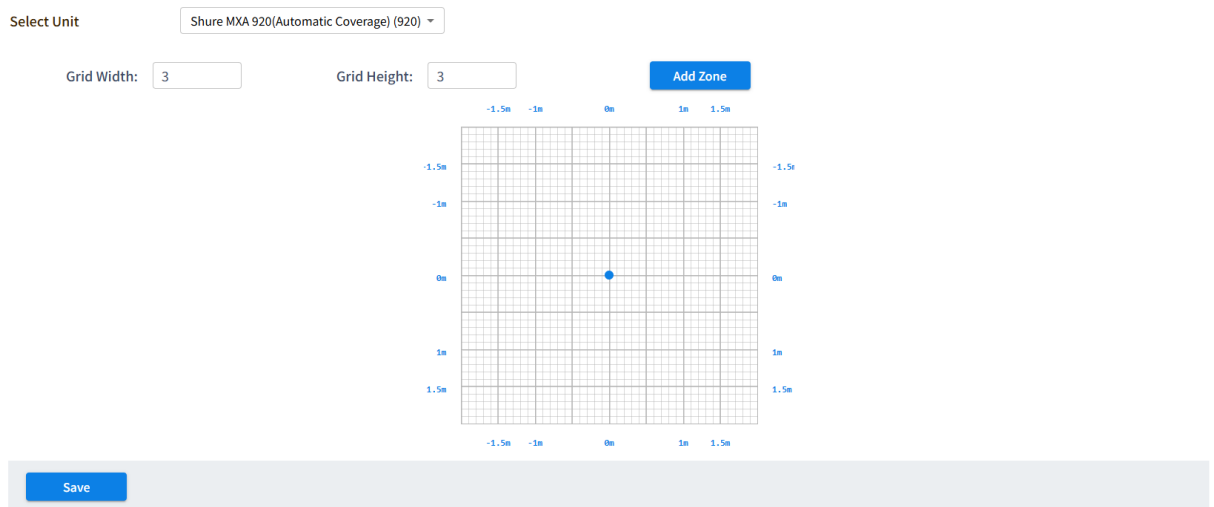 Select Unit Shure MXA 920(Automatic Coverage) (920)
Grid Width: 3 Grid Height: 3 Add Zone
-1.5m -1m 0m 1m 1.5m
-1.5m -1.5m
-1m -1m
0m 0m
1m 1m
1.5m 1.5m
-1.5m -1m 0m 1m 1.5m
Save